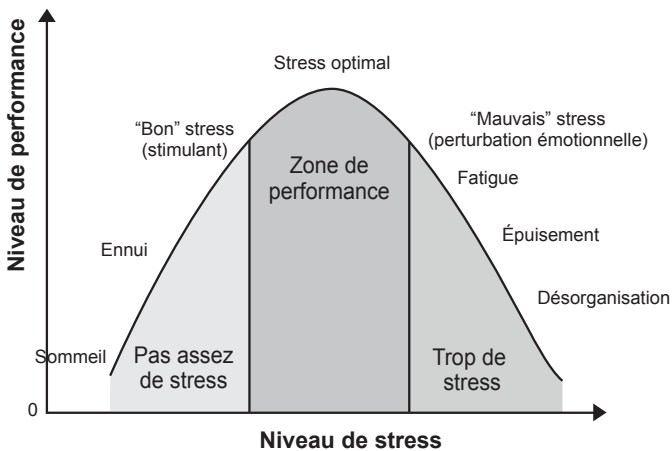 Niveau de performance
Stress optimal
“Bon” stress
(stimulant)
“Mauvais” stress
(perturbation émotionnelle)
Zone de
performance
Fatigue
Ennui
Épuisement
Désorganisation
Sommeil
Pas assez
de stress
Trop de
stress
0
Niveau de stress